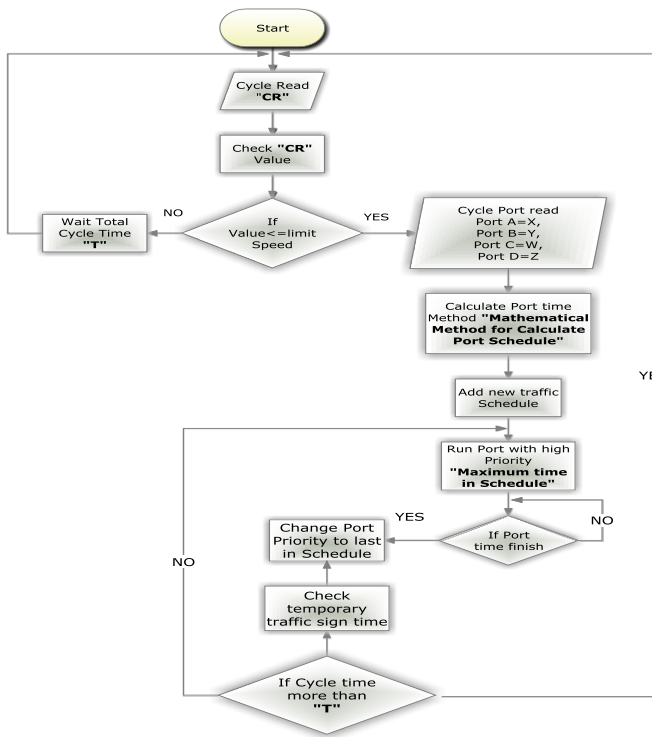 Start
Cycle Read
"CR"
Check "CR"
Value
If
Value<=limit
Speed
NO
YES
Wait Total
Cycle Time
"T"
Cycle Port read
Port A=X,
Port B=Y,
Port C=W,
Port D=Z
Calculate Port time
Method "Mathematical
Method for Calculate
Port Schedule"
Add new traffic
Schedule
Run Port with high
Priority
"Maximum time
in Schedule"
If Port
time finish
NO
YES
Change Port
Priority to last
in Schedule
Check
temporary
traffic sign time
If Cycle time
more than
"T"
NO